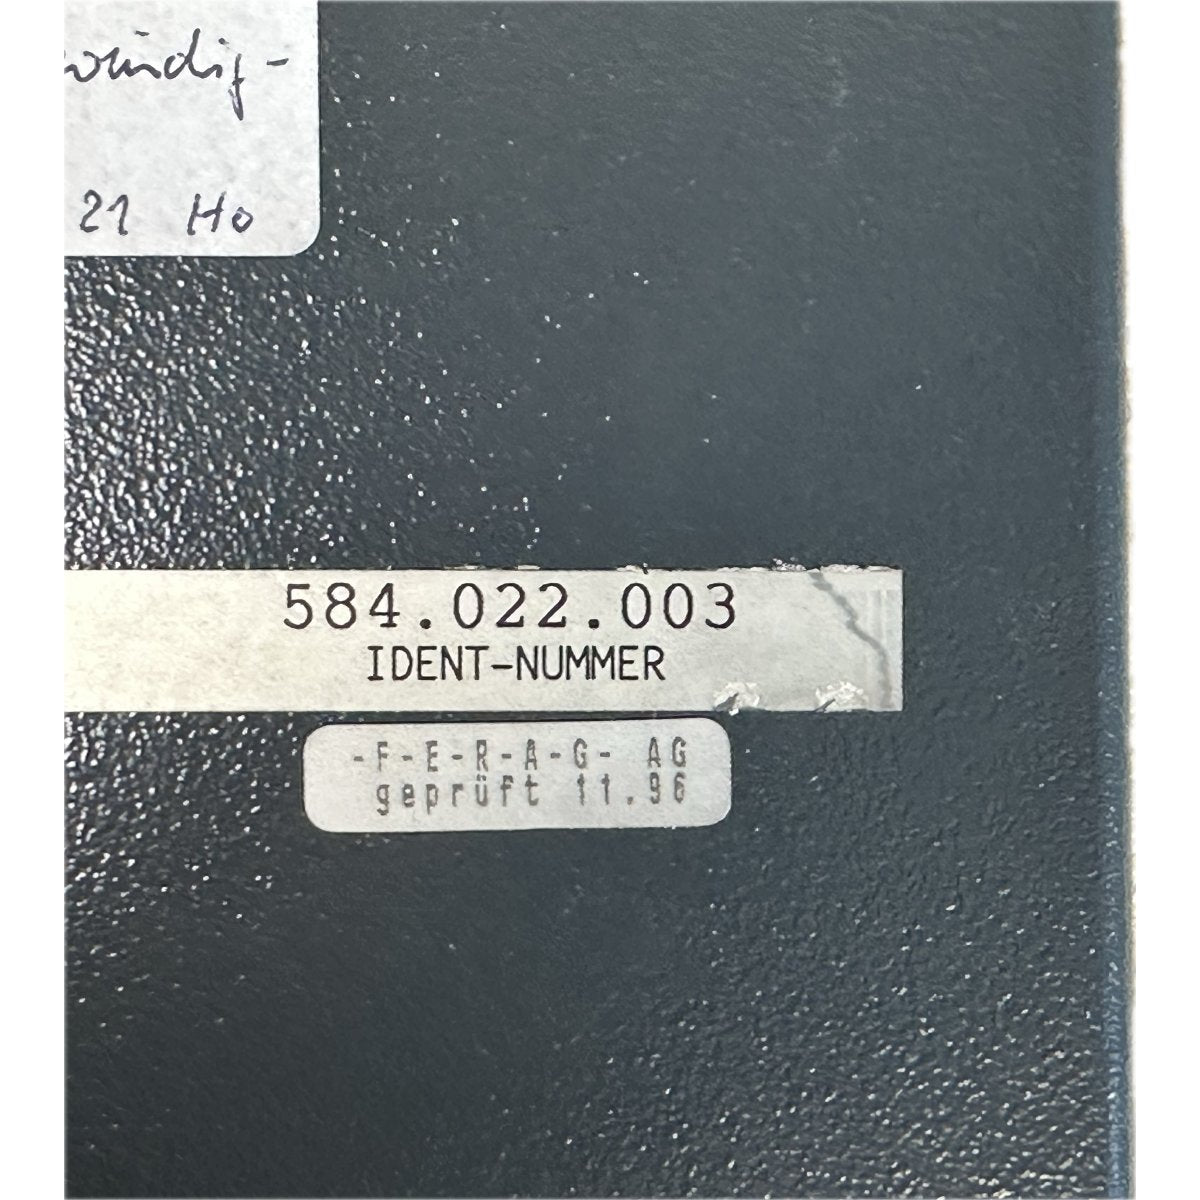 21 Ho
584.022.003
IDENT-NUMMER
-F-E-R-A-G- AG
geprüft 11.96